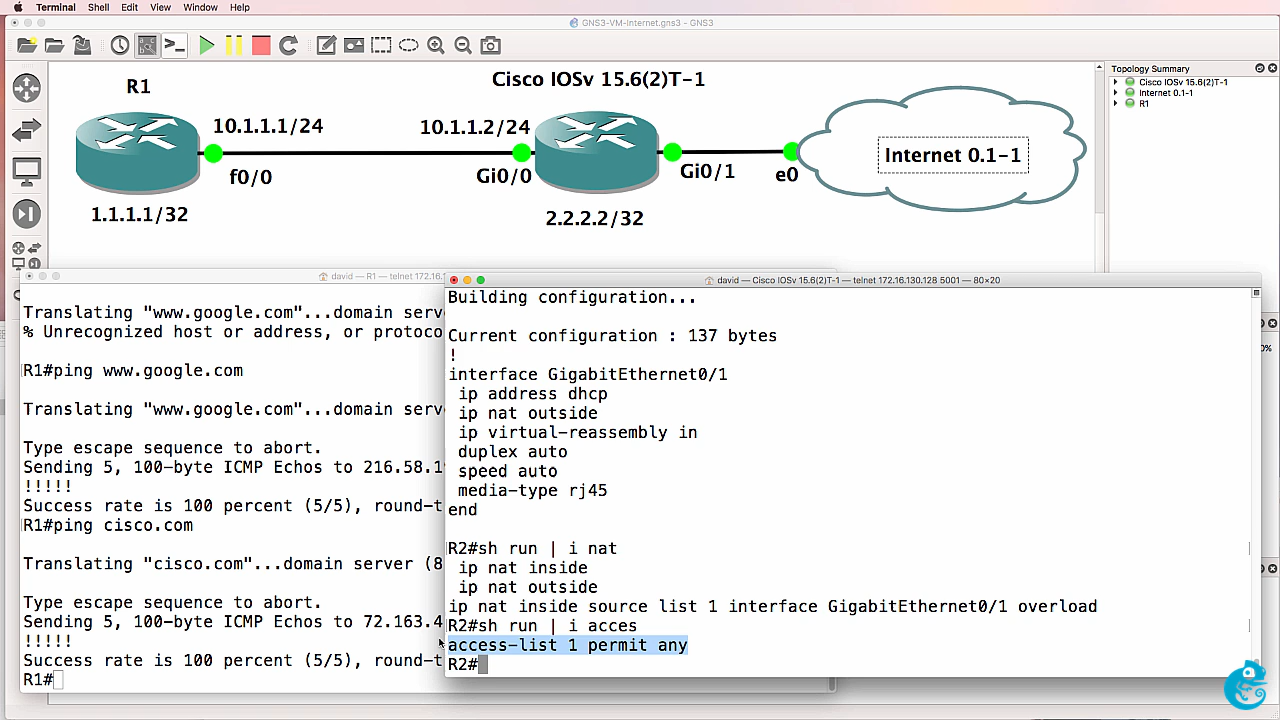 Terminal Shell Edit View Window Help
GNS3-VM-Internet.gns3 - GNS3
Topology Summary
Cisco IOSv 15.6(2)T-1
Internet 0.1-1
R1
R1
Cisco IOSv 15.6(2)T-1
10.1.1.1/24
10.1.1.2/24
Internet 0.1-1
f0/0
Gi0/0
Gi0/1
e0
1.1.1.1/32
2.2.2.2/32
david — R1 — telnet 172.16.
Translating "www.google.com"...domain serv
% Unrecognized host or address, or protoco
R1#ping www.google.com
Translating "www.google.com"...domain serv
Type escape sequence to abort.
Sending 5, 100-byte ICMP Echos to 216.58.1
!!!!!
Success rate is 100 percent (5/5), round-t
R1#ping cisco.com
Translating "cisco.com"...domain server (8
Type escape sequence to abort.
Sending 5, 100-byte ICMP Echos to 72.163.4
!!!!!
Success rate is 100 percent (5/5), round-t
R1#
david — Cisco IOSv 15.6(2)T-1 — telnet 172.16.130.128 5001 — 80×20
Building configuration...
Current configuration : 137 bytes
!
interface GigabitEthernet0/1
ip address dhcp
ip nat outside
ip virtual-reassembly in
duplex auto
speed auto
media-type rj45
end
R2#sh run | i nat
ip nat inside
ip nat outside
ip nat inside source list 1 interface GigabitEthernet0/1 overload
R2#sh run | i acces
access-list 1 permit any
R2#